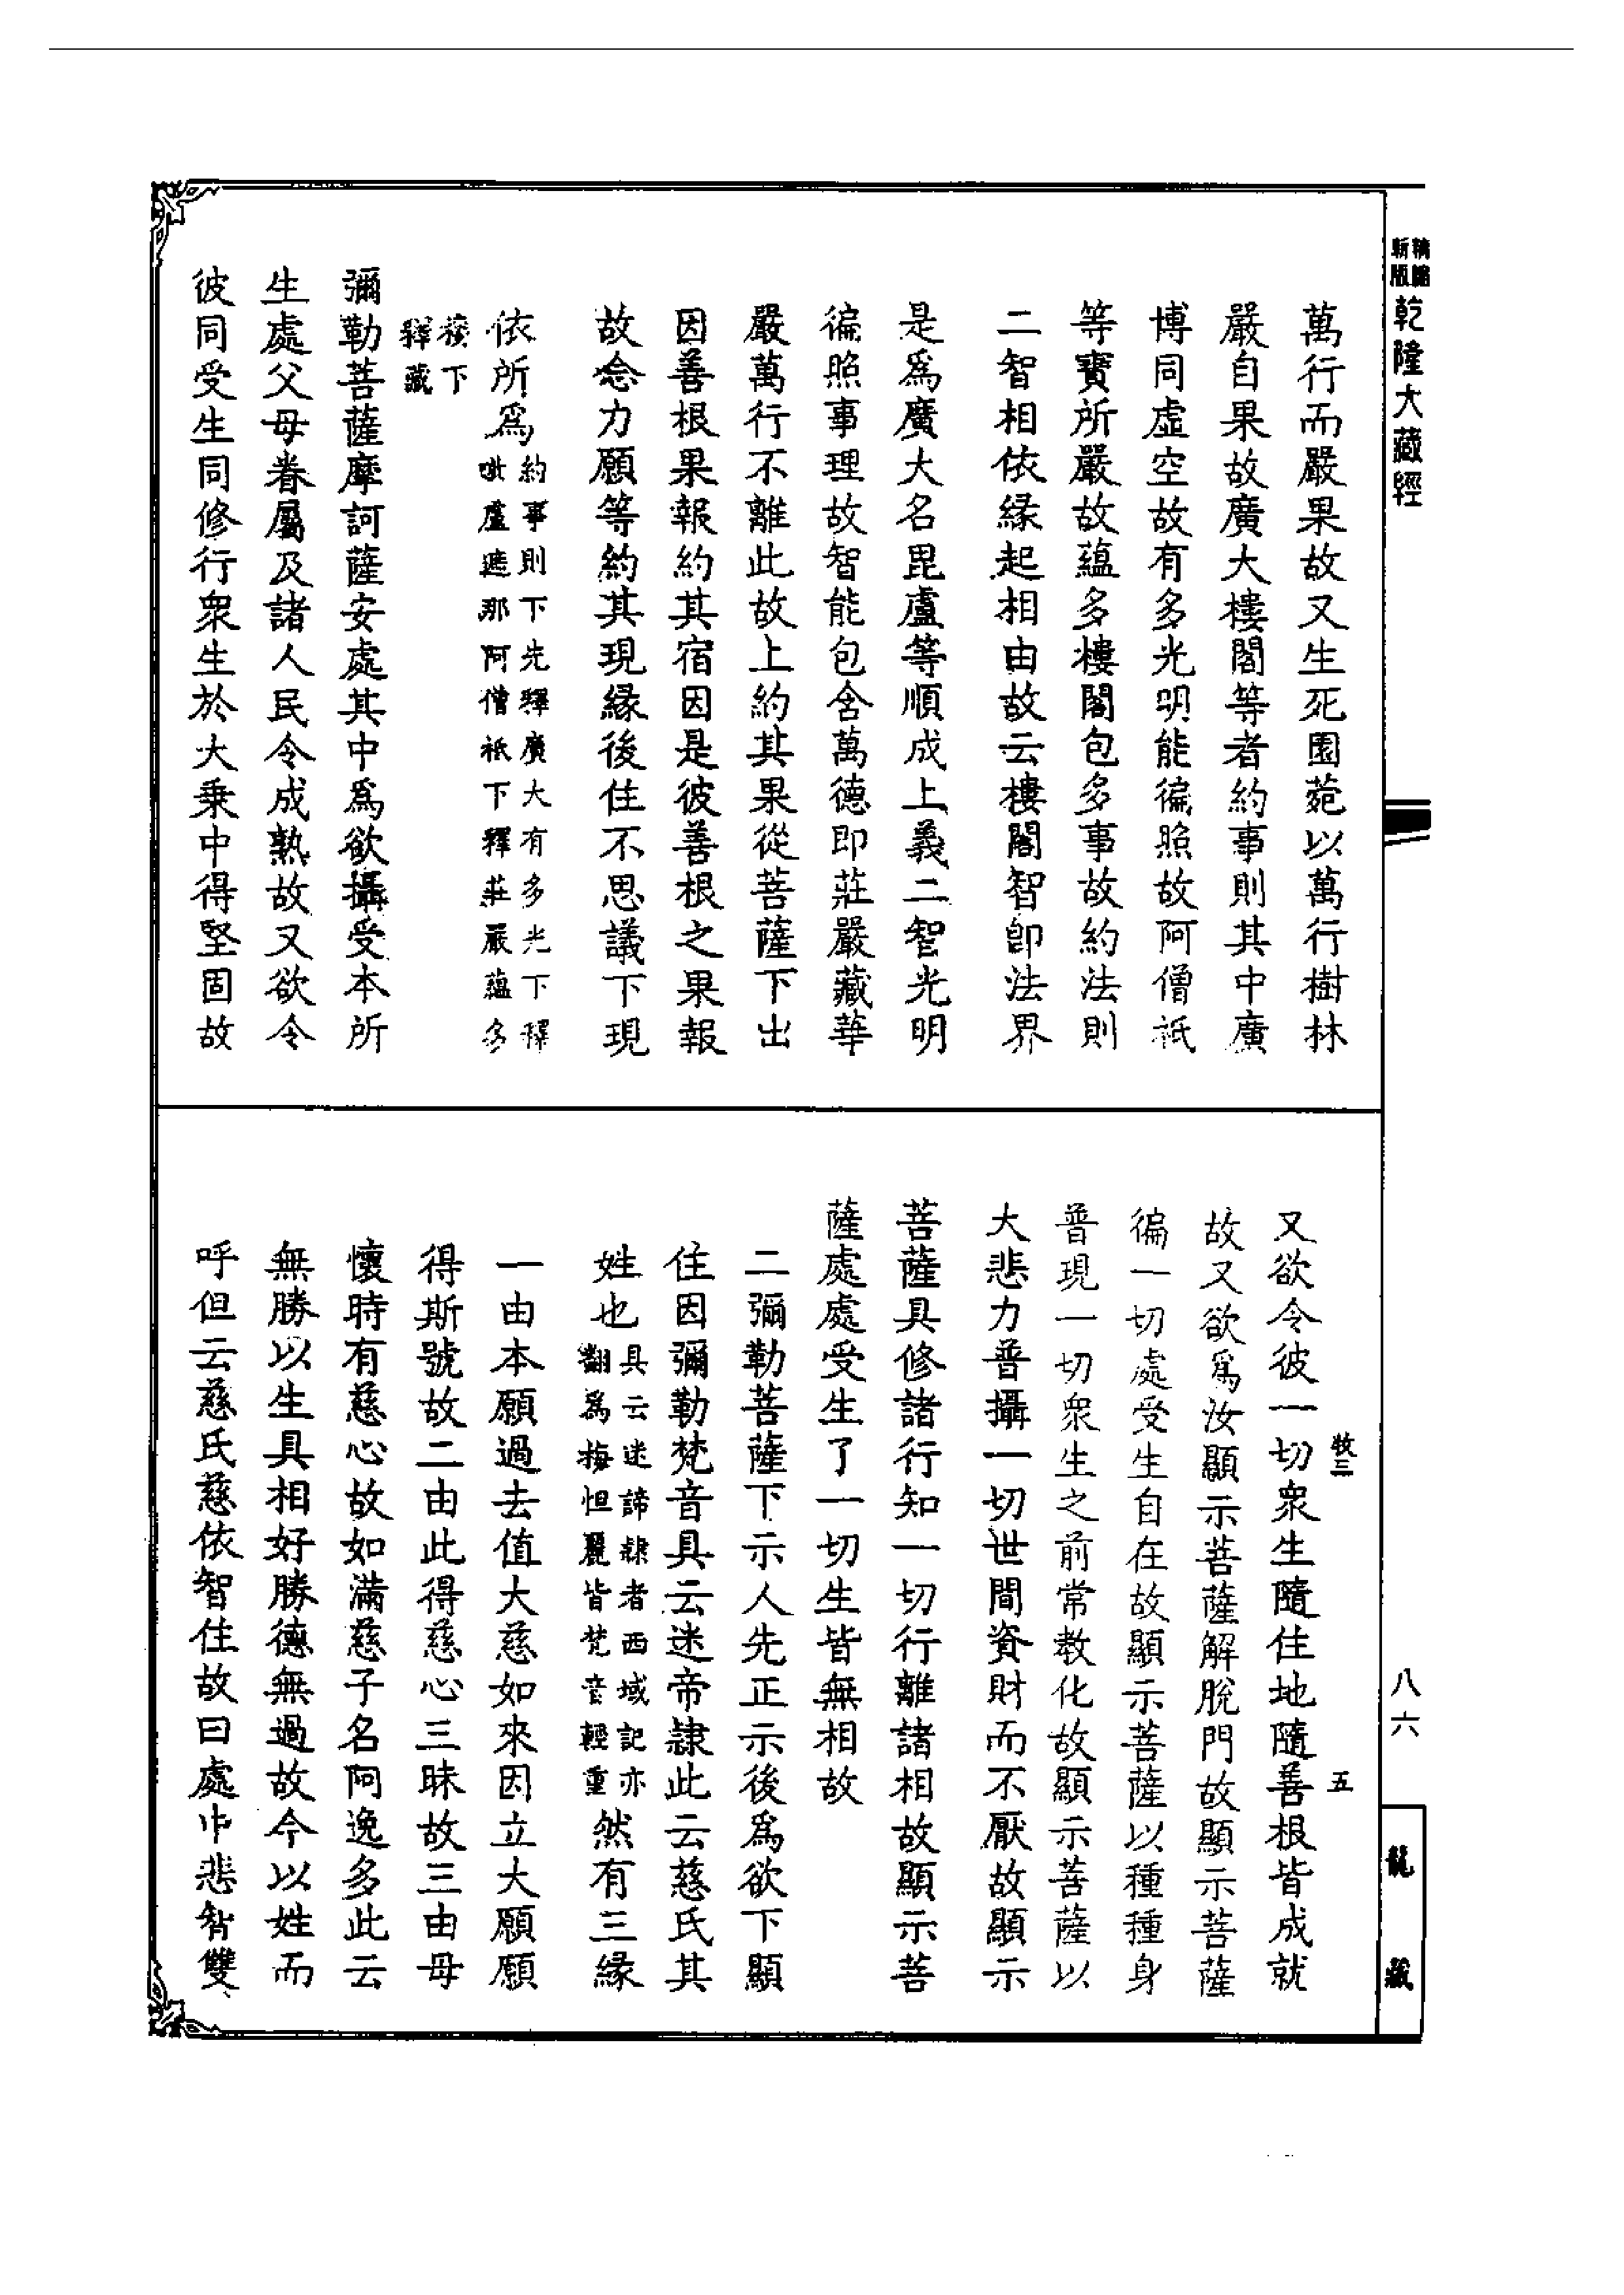 新版 精縮
乾隆大藏經
萬行而嚴果故又生死園苑以萬行樹林
嚴自果故廣大樓閣等者約事則其中廣
博同虛空故有多光明能徧照故阿僧祇
等寶所嚴故蘊多樓閣包多事故約法則
二智相依緣起相由故云樓閣智即法界
是爲廣大名毘盧等順成上義二智光明
徧照事理故智能包含萬德即莊嚴藏華
嚴萬行不離此故上約其果從菩薩下出
因善根果報約其宿因是彼善根之果報
故念力願等約其現緣後住不思議下現
依所爲
約事則下先釋廣大有多光下釋
毗盧遮那阿僧祇下釋莊嚴蘊多
積下
釋藏
彌勒菩薩摩訶薩安處其中爲欲攝受本所
生處父母眷屬及諸人民令成熟故又欲令
彼同受生同修行衆生於大乘中得堅固故
牧三 五
又欲令彼一切衆生隨住地隨善根皆成就
故又欲爲汝顯示菩薩解脫門故顯示菩薩
徧一切處受生自在故顯示菩薩以種種身
普現一切衆生之前常教化故顯示菩薩以
大悲力普攝一切世間資財而不厭故顯示
菩薩具修諸行知一切行離諸相故顯示菩
薩處處受生了一切生皆無相故
二彌勒菩薩下示人先正示後爲欲下顯
住因彌勒梵音具云迷帝隸此云慈氏其
姓也
具云迷諦隸者西域記亦
翻爲梅怛麗皆梵音輕重
然有三緣
一由本願過去值大慈如來因立大願願
得斯號故二由此得慈心三昧故三由母
懷時有慈心故如滿慈子名阿逸多此云
無勝以生具相好勝德無過故今以姓而
呼但云慈氏慈依智住故曰處中悲智雙
八六
龍藏